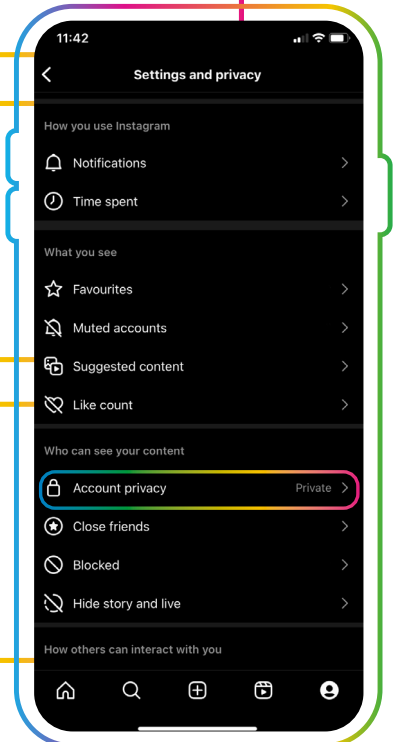 11:42
Settings and privacy
How you use Instagram
Notifications
Time spent
What you see
Favourites
Muted accounts
Suggested content
Like count
Who can see your content
Account privacy Private
Close friends
Blocked
Hide story and live
How others can interact with you